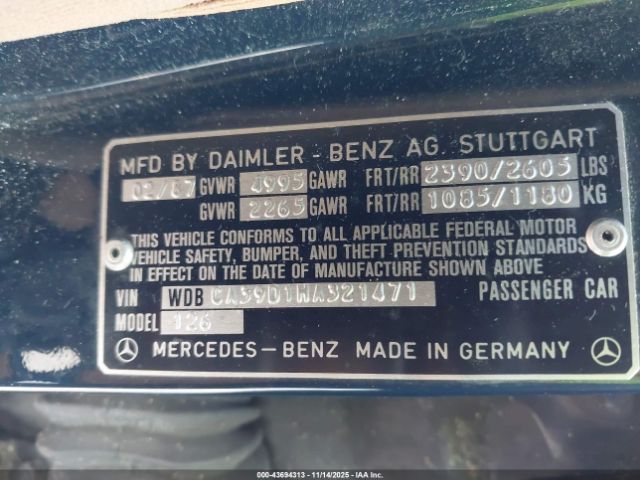 MFD BY DAIMLER - BENZ AG. STUTTGART
02/87 GVWR 4995 GAWR FRT/RR 2390/2605 LBS
GVWR 2265 GAWR FRT/RR 1085/1180 KG
THIS VEHICLE CONFORMS TO ALL APPLICABLE FEDERAL MOTOR
VEHICLE SAFETY, BUMPER, AND THEFT PREVENTION STANDARDS
IN EFFECT ON THE DATE OF MANUFACTURE SHOWN ABOVE
VIN WDB CA39D1HA321471 PASSENGER CAR
MODEL 126
MERCEDES-BENZ MADE IN GERMANY
000-43694313 - 11/14/2025 - IAAI.COM